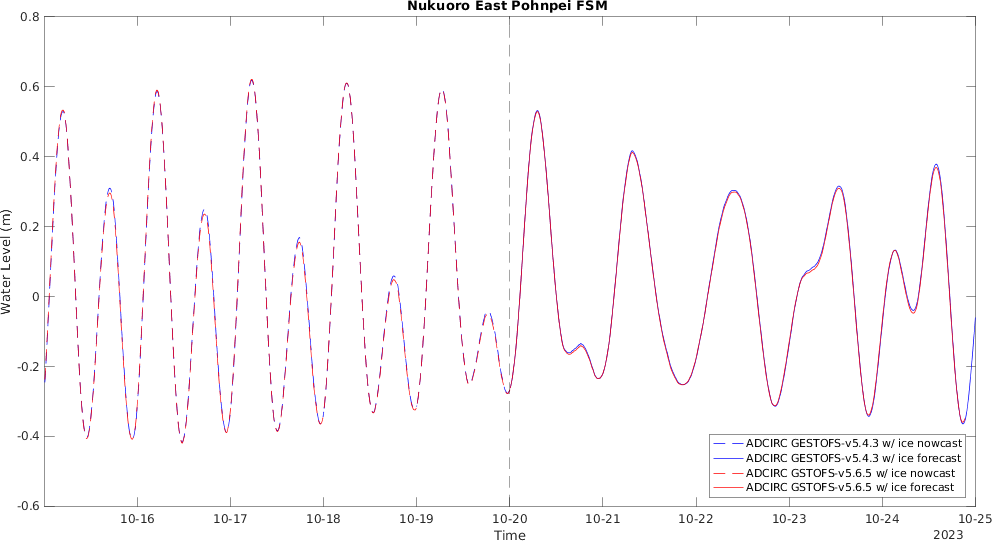 Nukuoro East Pohnpei FSM
0.8
0.6
0.4
0.2
0
-0.2
-0.4
-0.6
Water Level (m)
10-16 10-17 10-18 10-19 10-20 10-21 10-22 10-23 10-24 10-25
Time
2023
ADCIRC GESTOFS-v5.4.3 w/ ice nowcast
ADCIRC GESTOFS-v5.4.3 w/ ice forecast
ADCIRC GSTOFS-v5.6.5 w/ ice nowcast
ADCIRC GSTOFS-v5.6.5 w/ ice forecast